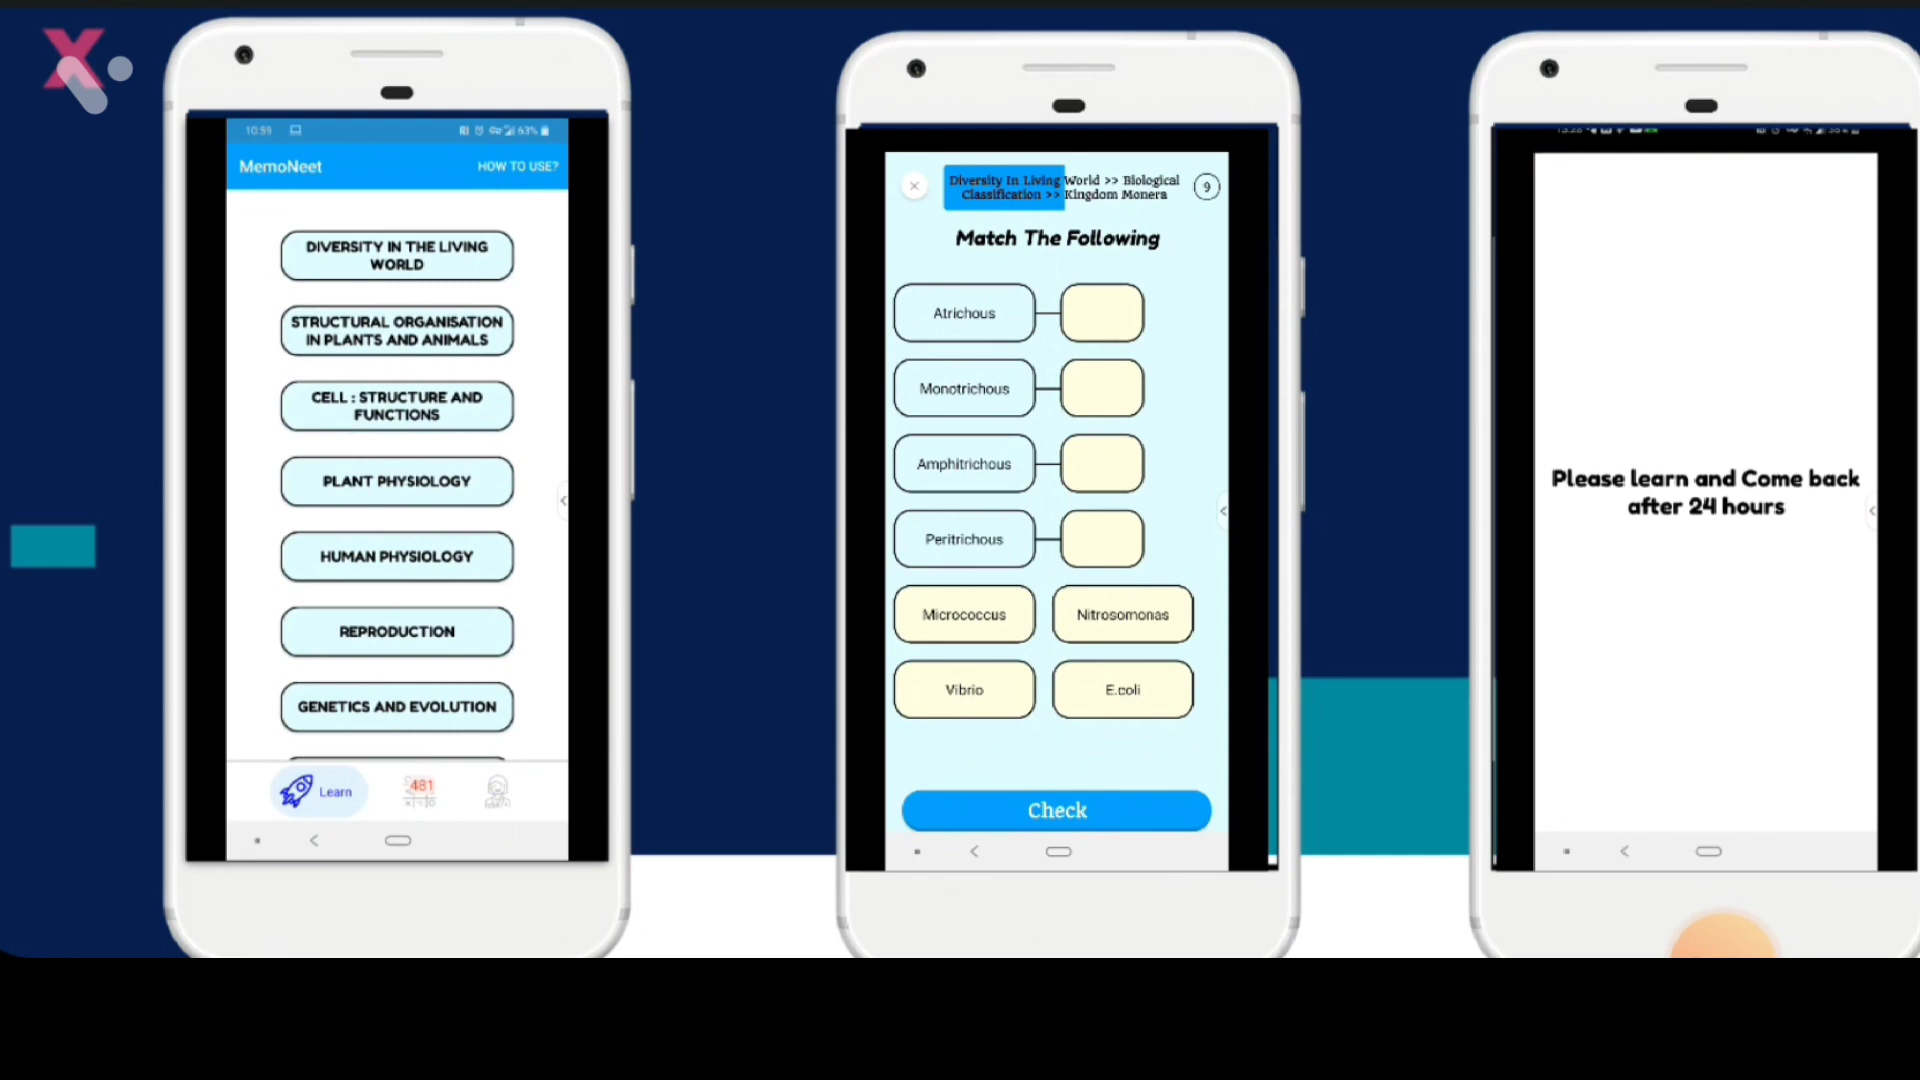 10:59
63%
MemoNeet
HOW TO USE?
DIVERSITY IN THE LIVING
WORLD
STRUCTURAL ORGANISATION
IN PLANTS AND ANIMALS
CELL : STRUCTURE AND
FUNCTIONS
PLANT PHYSIOLOGY
HUMAN PHYSIOLOGY
REPRODUCTION
GENETICS AND EVOLUTION
Learn
481
Diversity In Living World >> Biological
Classification >> Kingdom Monera
9
Match The Following
Atrichous
Monotrichous
Amphitrichous
Peritrichous
Micrococcus
Nitrosomonas
Vibrio
E.coli
Check
Please learn and Come back
after 24 hours